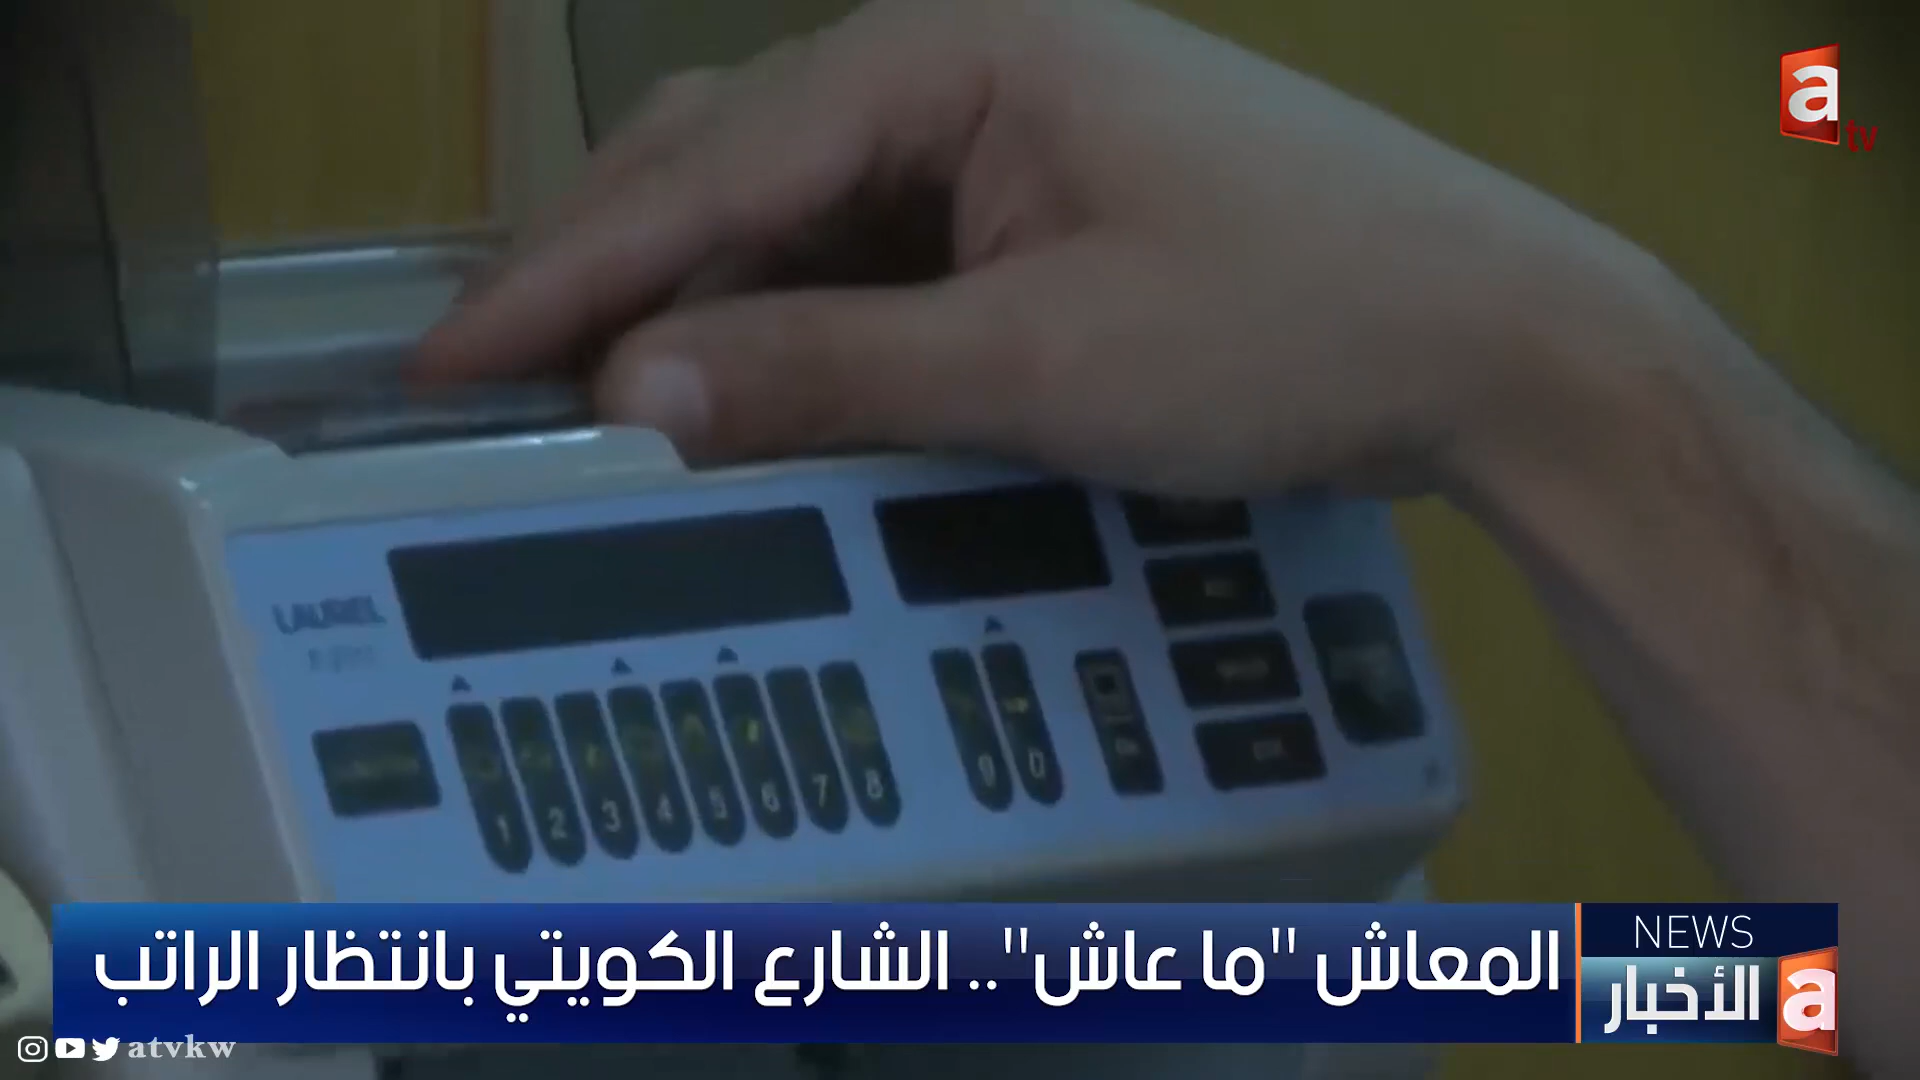 a
tv
LAUREL
1 2 3 4 5 6 7 8 9 0
المعاش "ما عاش".. الشارع الكويتي بانتظار الراتب
NEWS
الأخبار
a
atvkw